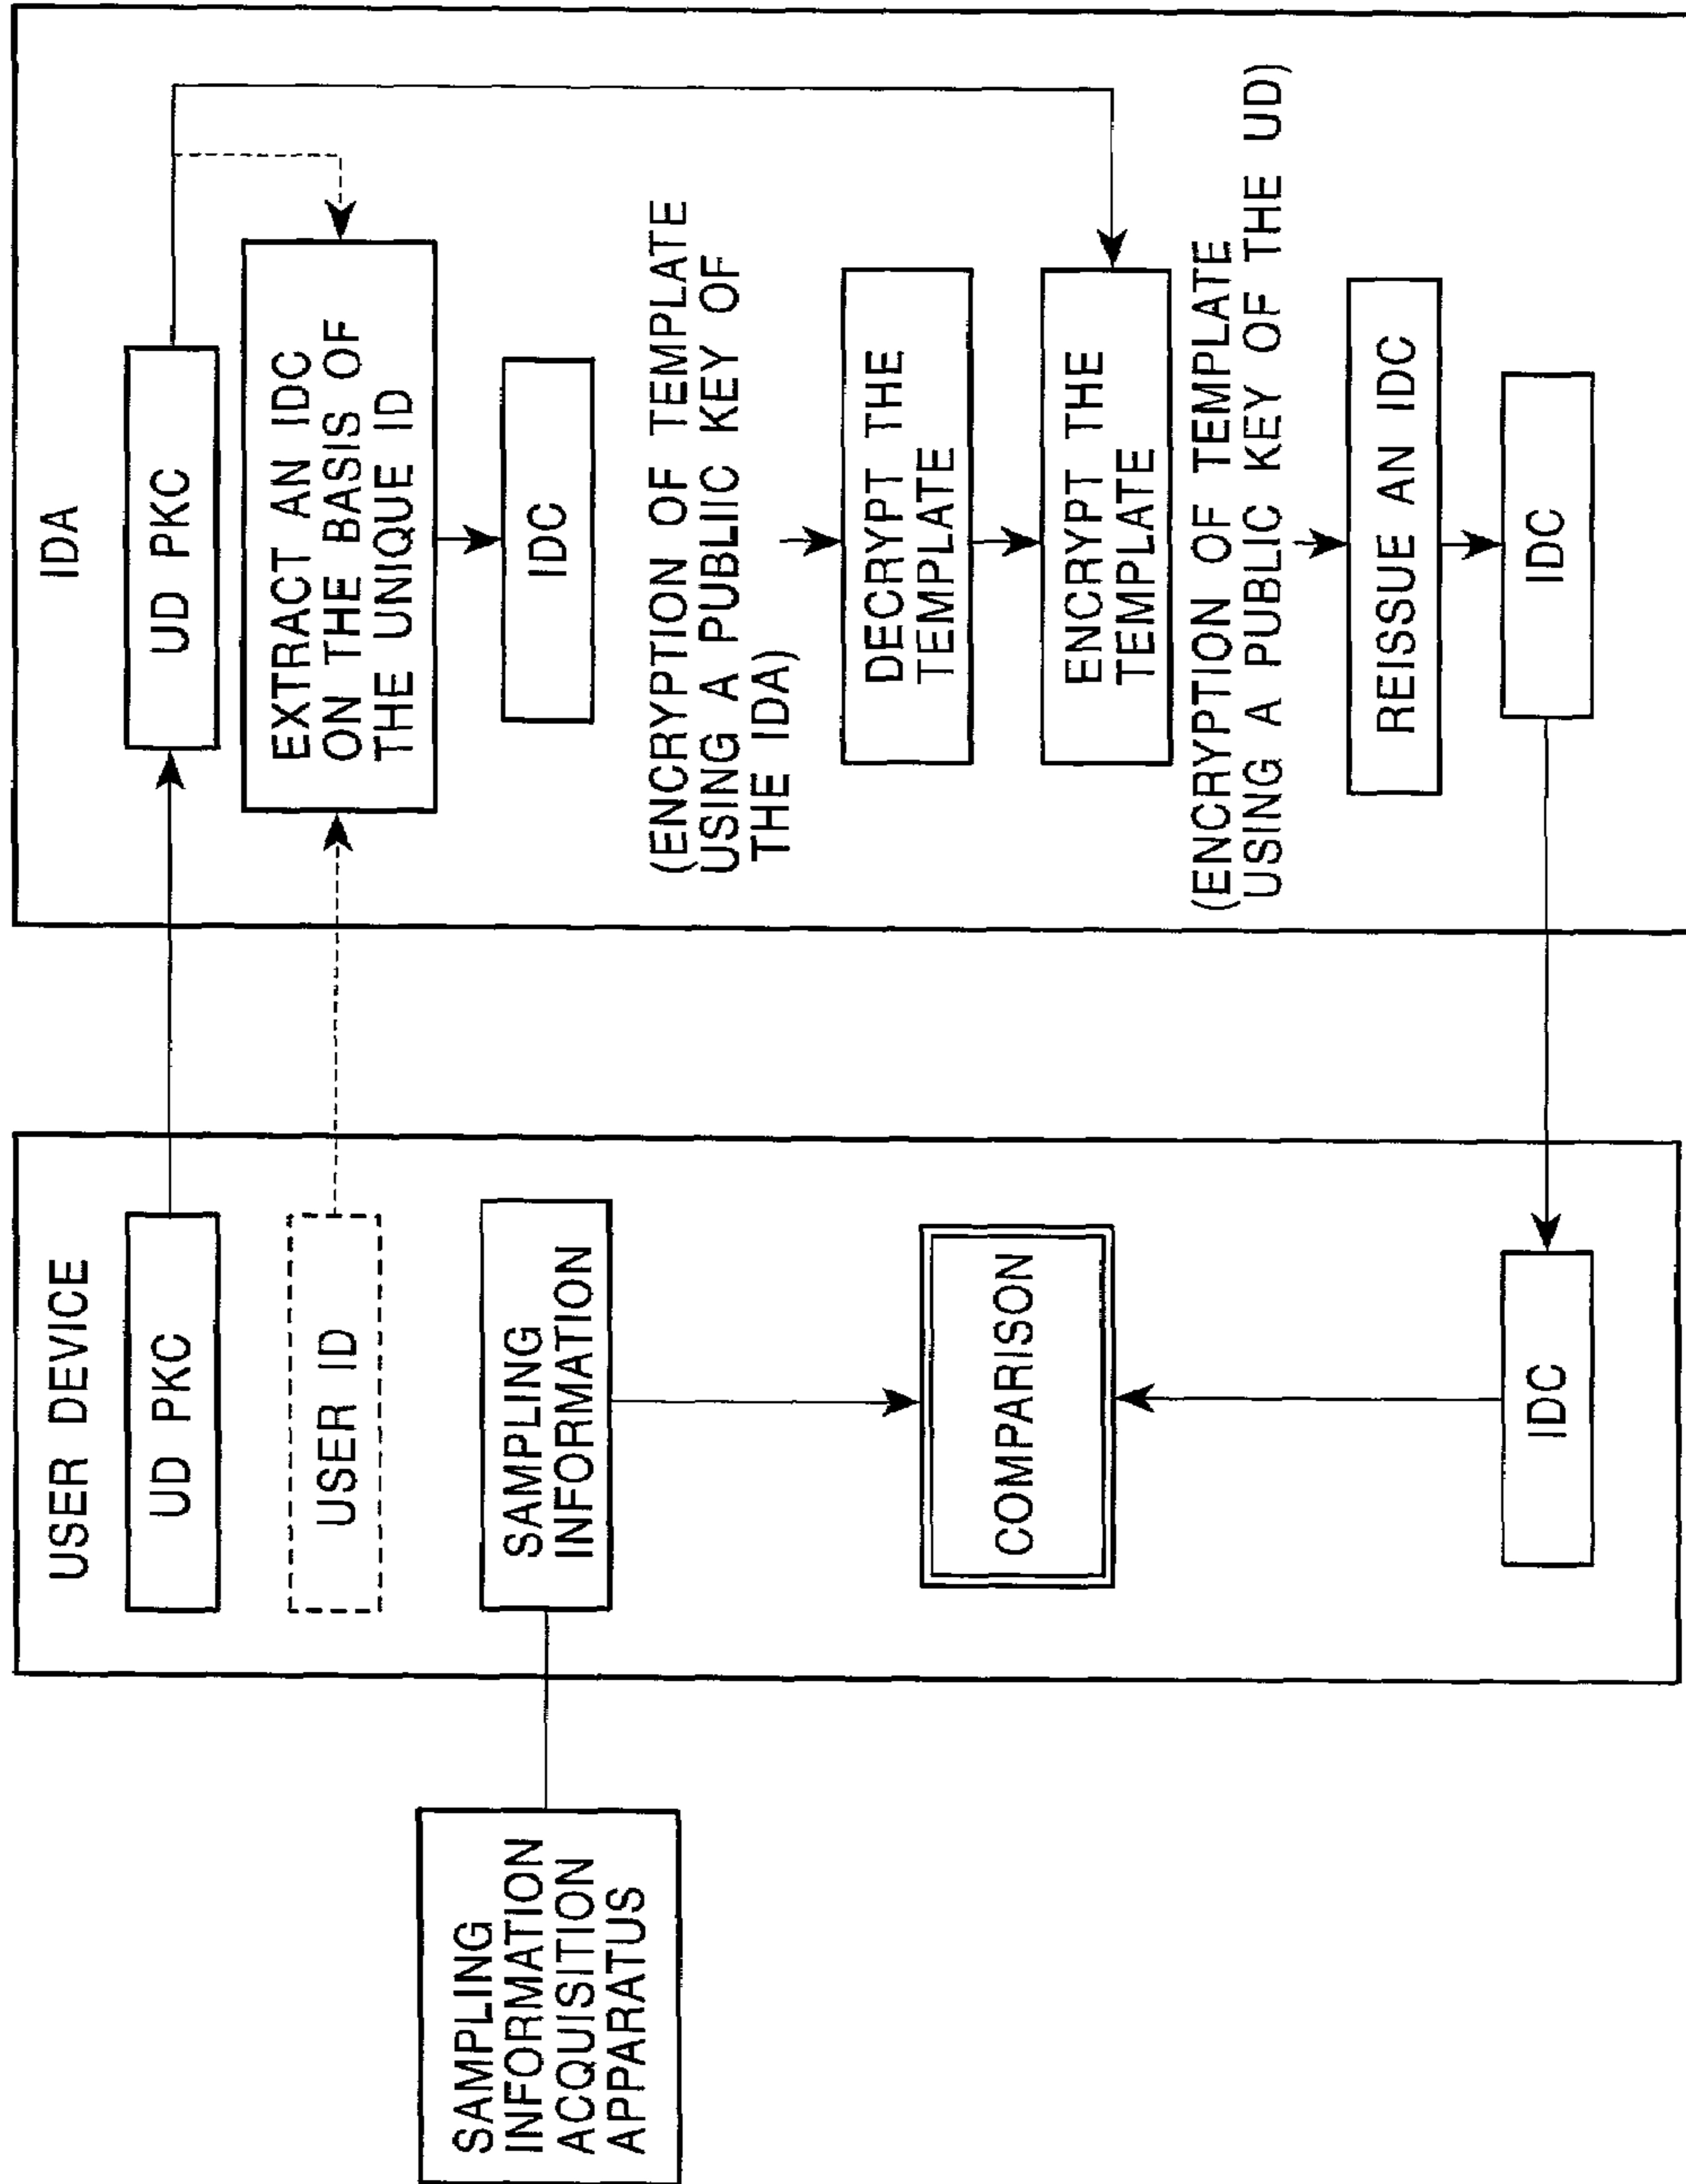 SAMPLING
INFORMATION
ACQUISITION
APPARATUS
USER DEVICE
UD PKC
USER ID
SAMPLING
INFORMATION
COMPARISON
IDC
IDA
UD PKC
EXTRACT AN IDC
ON THE BASIS OF
THE UNIQUE ID
IDC
(ENCRYPTION OF TEMPLATE
USING A PUBLIIC KEY OF
THE IDA)
DECRYPT THE
TEMPLATE
ENCRYPT THE
TEMPLATE
(ENCRYPTION OF TEMPLATE
USING A PUBLIC KEY OF THE UD)
REISSUE AN IDC
IDC